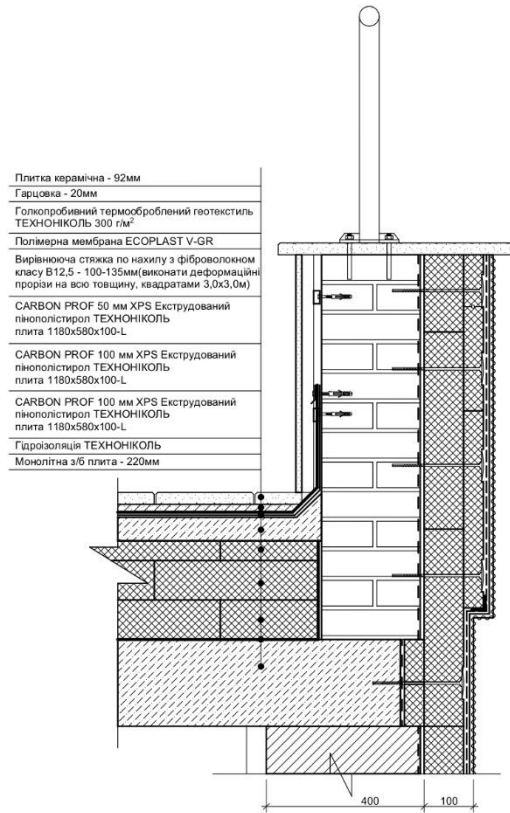 Плитка керамічна - 92мм
Гарцовка - 20мм
Голкопробивний термооброблений геотекстиль
ТЕХНОНІКОЛЬ 300 г/м²
Полімерна мембрана ECOPLAST V-GR
Вирівнююча стяжка по нахилу з фіброволокном
класу В12,5 - 100-135мм(виконати деформаційні
прорізи на всю товщину, квадратами 3,0х3,0м)
CARBON PROF 50 мм XPS Екструдований
пінополістирол ТЕХНОНІКОЛЬ
плита 1180х580х100-L
CARBON PROF 100 мм XPS Екструдований
пінополістирол ТЕХНОНІКОЛЬ
плита 1180х580х100-L
CARBON PROF 100 мм XPS Екструдований
пінополістирол ТЕХНОНІКОЛЬ
плита 1180х580х100-L
Гідроізоляція ТЕХНОНІКОЛЬ
Монолітна з/б плита - 220мм
400
100